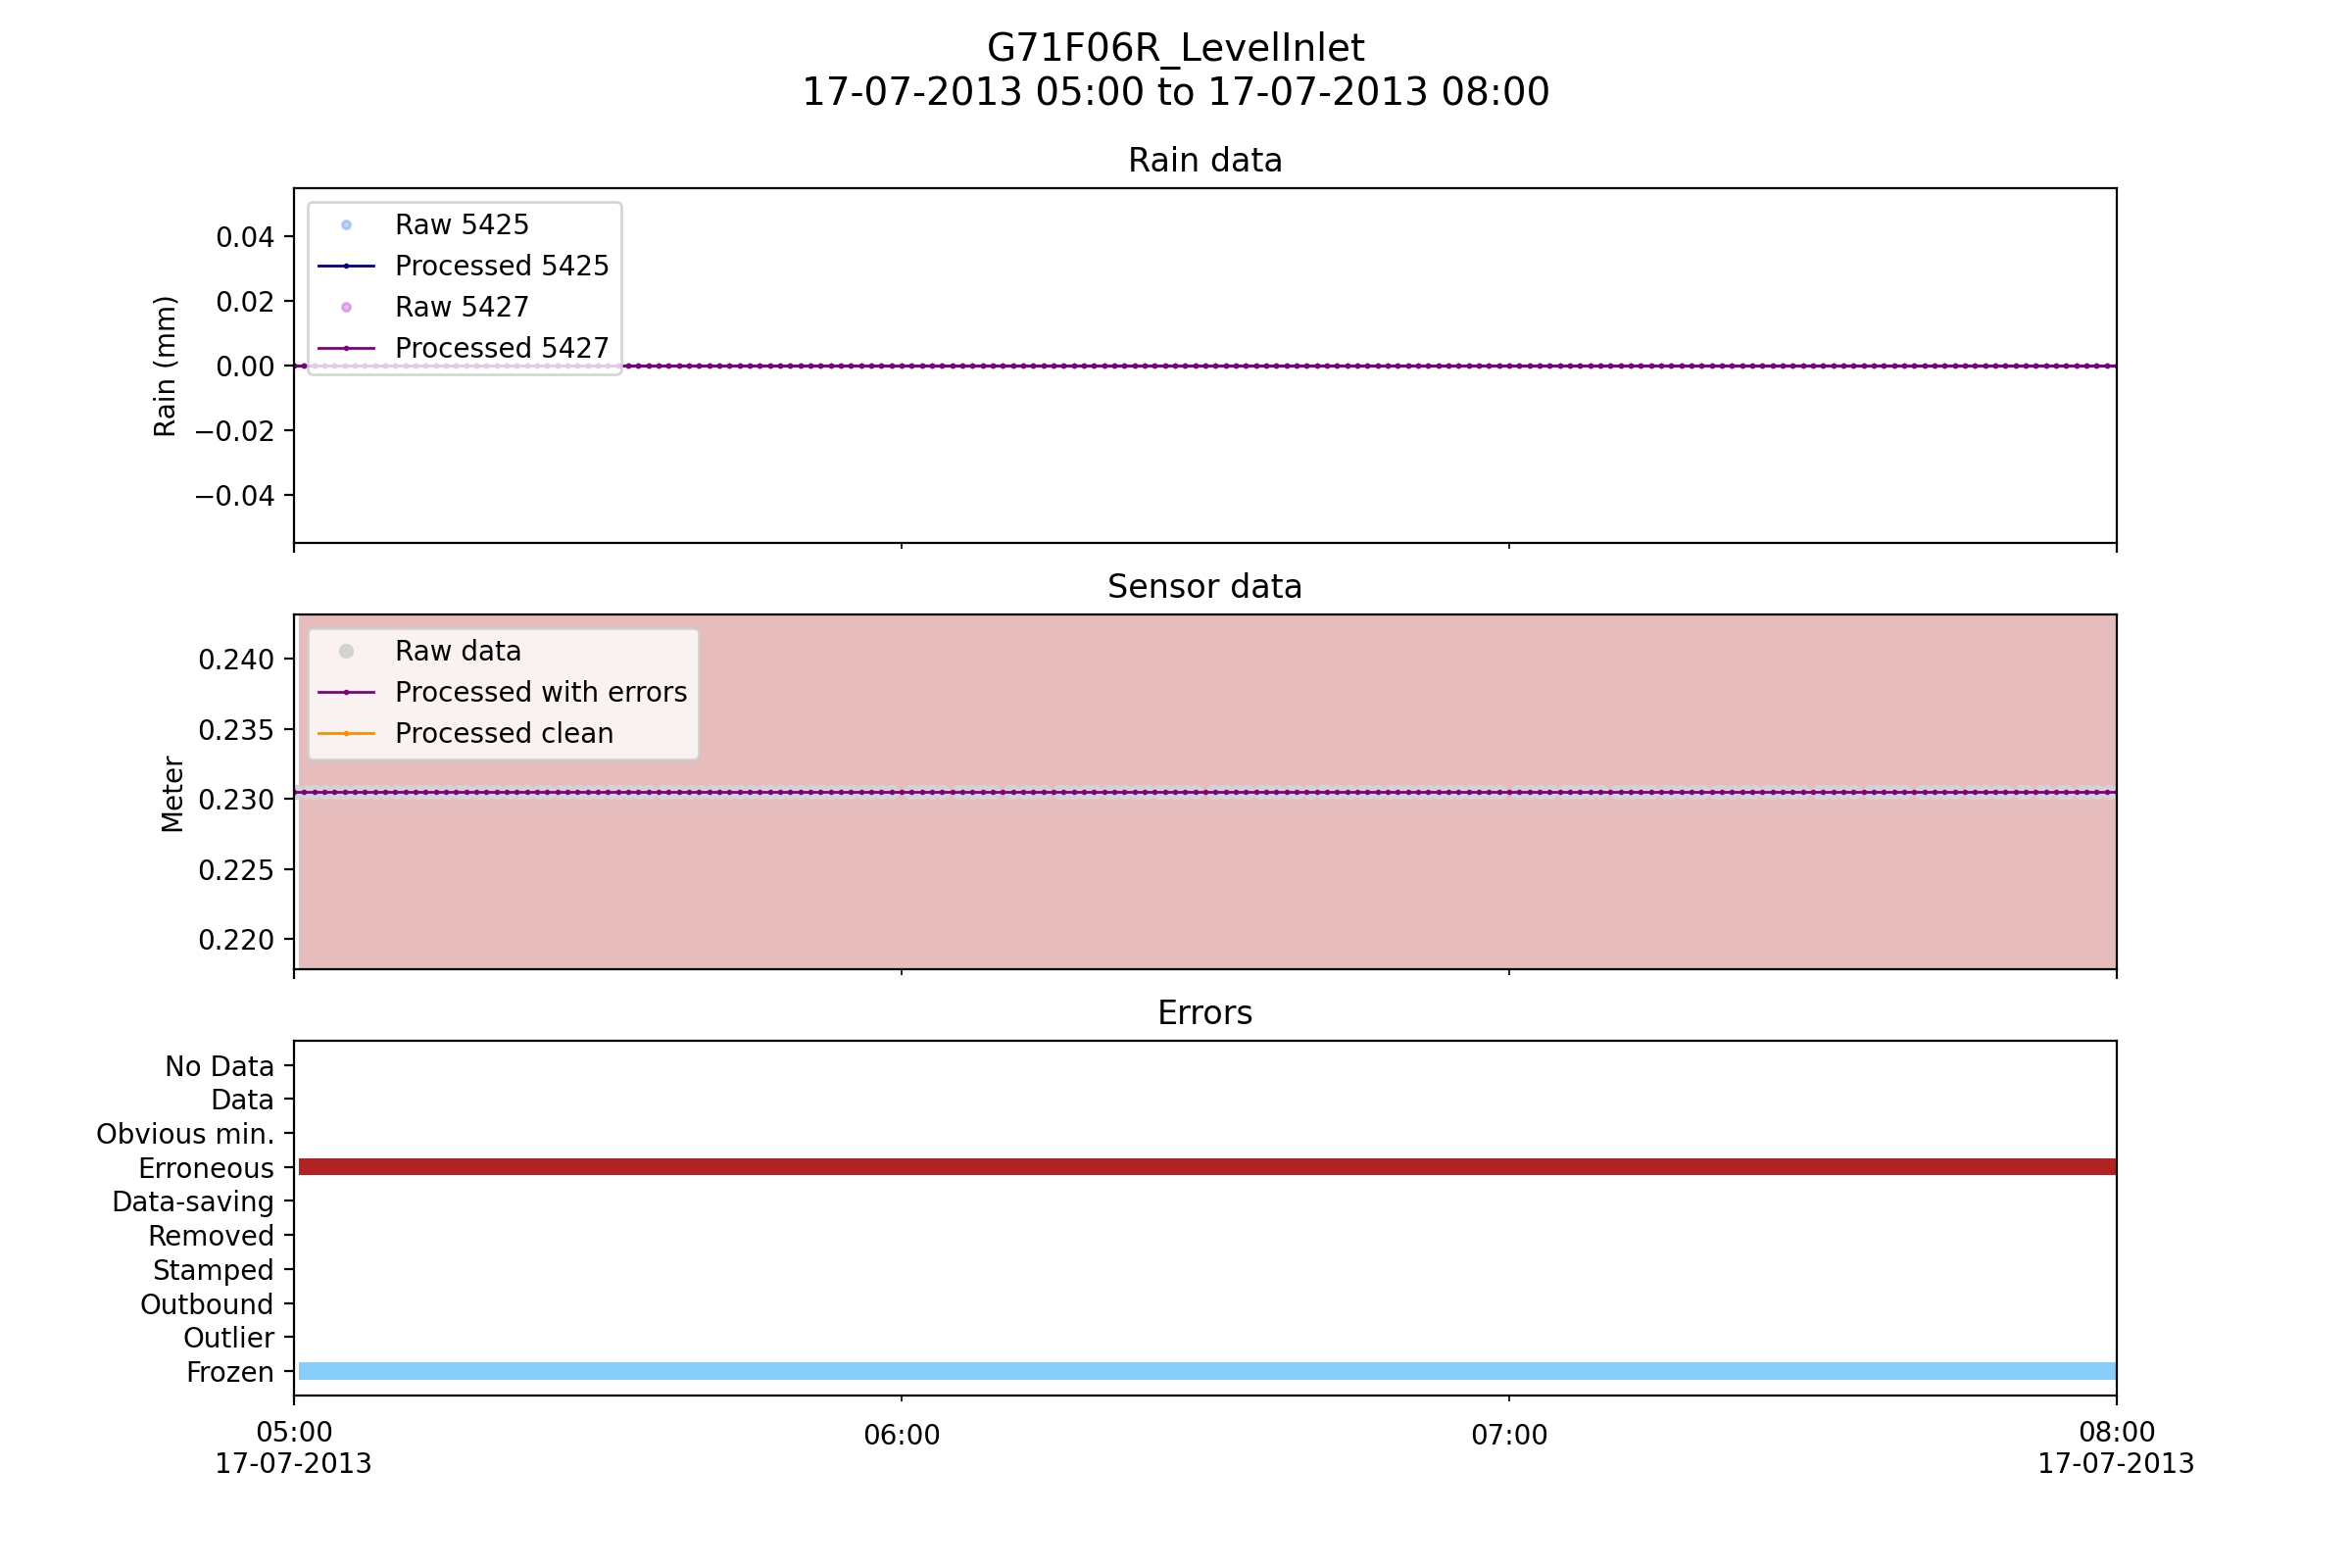 G71F06R_LevelInlet
17-07-2013 05:00 to 17-07-2013 08:00
Rain data
Raw 5425
Processed 5425
Raw 5427
Processed 5427
0.04
0.02
0.00
−0.02
−0.04
Rain (mm)
Sensor data
Raw data
Processed with errors
Processed clean
0.240
0.235
0.230
0.225
0.220
Meter
Errors
No Data
Data
Obvious min.
Erroneous
Data-saving
Removed
Stamped
Outbound
Outlier
Frozen
05:00
17-07-2013
06:00
07:00
08:00
17-07-2013